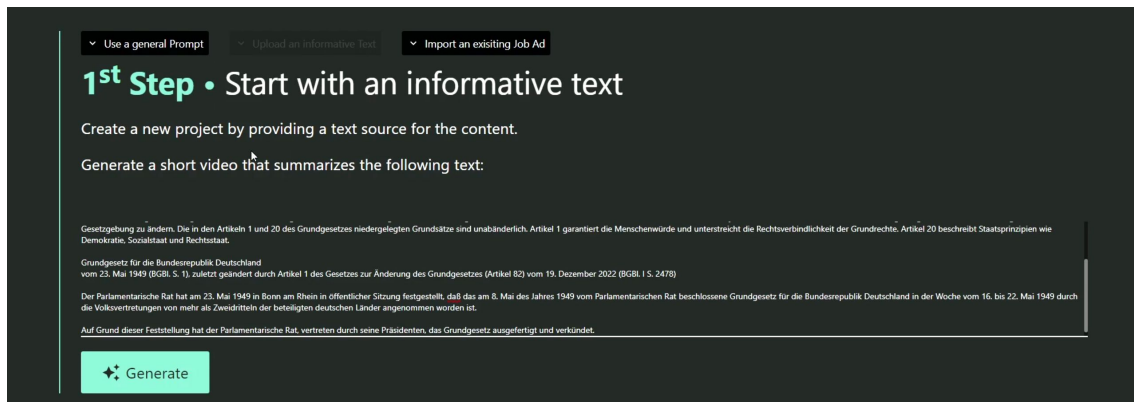 Use a general Prompt
Upload an informative Text
Import an exisiting Job Ad
1st Step • Start with an informative text
Create a new project by providing a text source for the content.
Generate a short video that summarizes the following text:
Gesetzgebung zu ändern. Die in den Artikeln 1 und 20 des Grundgesetzes niedergelegten Grundsätze sind unabänderlich. Artikel 1 garantiert die Menschenwürde und unterstreicht die Rechtsverbindlichkeit der Grundrechte. Artikel 20 beschreibt Staatsprinzipien wie
Demokratie, Sozialstaat und Rechtsstaat.
Grundgesetz für die Bundesrepublik Deutschland
vom 23. Mai 1949 (BGBl. S. 1), zuletzt geändert durch Artikel 1 des Gesetzes zur Änderung des Grundgesetzes (Artikel 82) vom 19. Dezember 2022 (BGBl. I S. 2478)
Der Parlamentarische Rat hat am 23. Mai 1949 in Bonn am Rhein in öffentlicher Sitzung festgestellt, daß das am 8. Mai des Jahres 1949 vom Parlamentarischen Rat beschlossene Grundgesetz für die Bundesrepublik Deutschland in der Woche vom 16. bis 22. Mai 1949 durch
die Volksvertretungen von mehr als Zweidritteln der beteiligten deutschen Länder angenommen worden ist.
Auf Grund dieser Feststellung hat der Parlamentarische Rat, vertreten durch seine Präsidenten, das Grundgesetz ausgefertigt und verkündet.
Generate